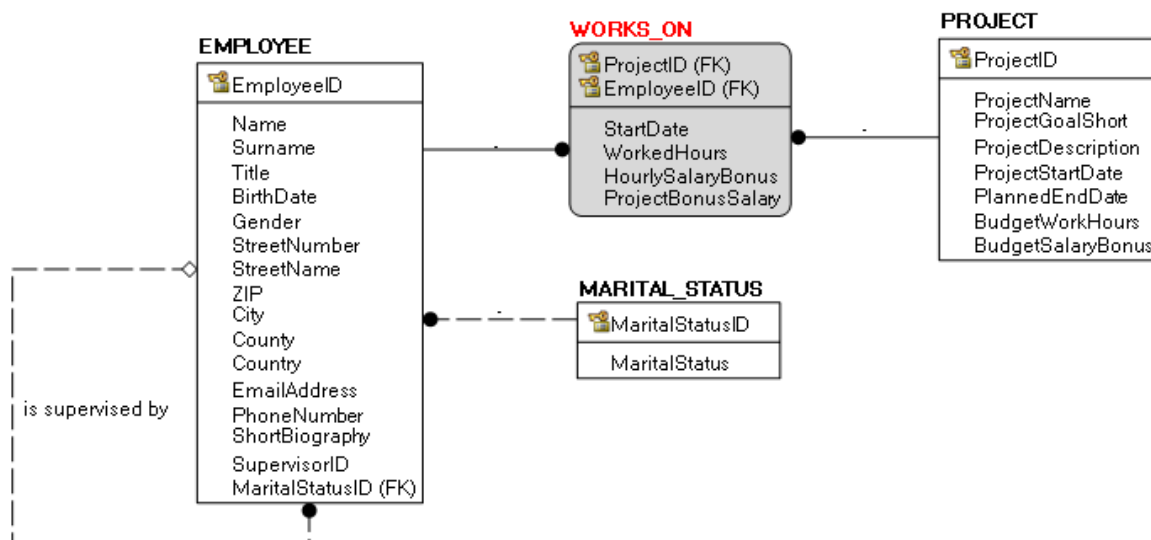 EMPLOYEE
EmployeeID
Name
Surname
Title
BirthDate
Gender
StreetNumber
StreetName
ZIP
City
County
Country
EmailAddress
PhoneNumber
ShortBiography
SupervisorID
MaritalStatusID (FK)
is supervised by
WORKS_ON
ProjectID (FK)
EmployeeID (FK)
StartDate
WorkedHours
HourlySalaryBonus
ProjectBonusSalary
MARITAL_STATUS
MaritalStatusID
MaritalStatus
PROJECT
ProjectID
ProjectName
ProjectGoalShort
ProjectDescription
ProjectStartDate
PlannedEndDate
BudgetWorkHours
BudgetSalaryBonus